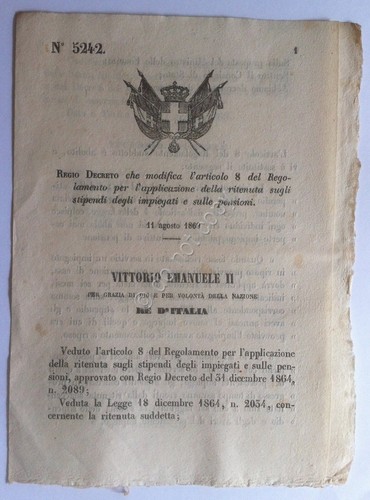 N° 5242.
1
REGIO DECRETO che modifica l'articolo 8 del Rego-
lamento per l'applicazione della ritenuta sugli
stipendi degli impiegati e sulle pensioni.
11 agosto 1869
VITTORIO EMANUELE II
PER GRAZIA DI DIO E PER VOLONTÀ DELLA NAZIONE
RE D'ITALIA
Veduto l'articolo 8 del Regolamento per l'applicazione
della ritenuta sugli stipendi degli impiegati e sulle pen-
sioni, approvato con Regio Decreto del 31 dicembre 1864,
n. 2089;
Veduta la Legge 18 dicembre 1864, n. 2034, con-
cernente la ritenuta suddetta;